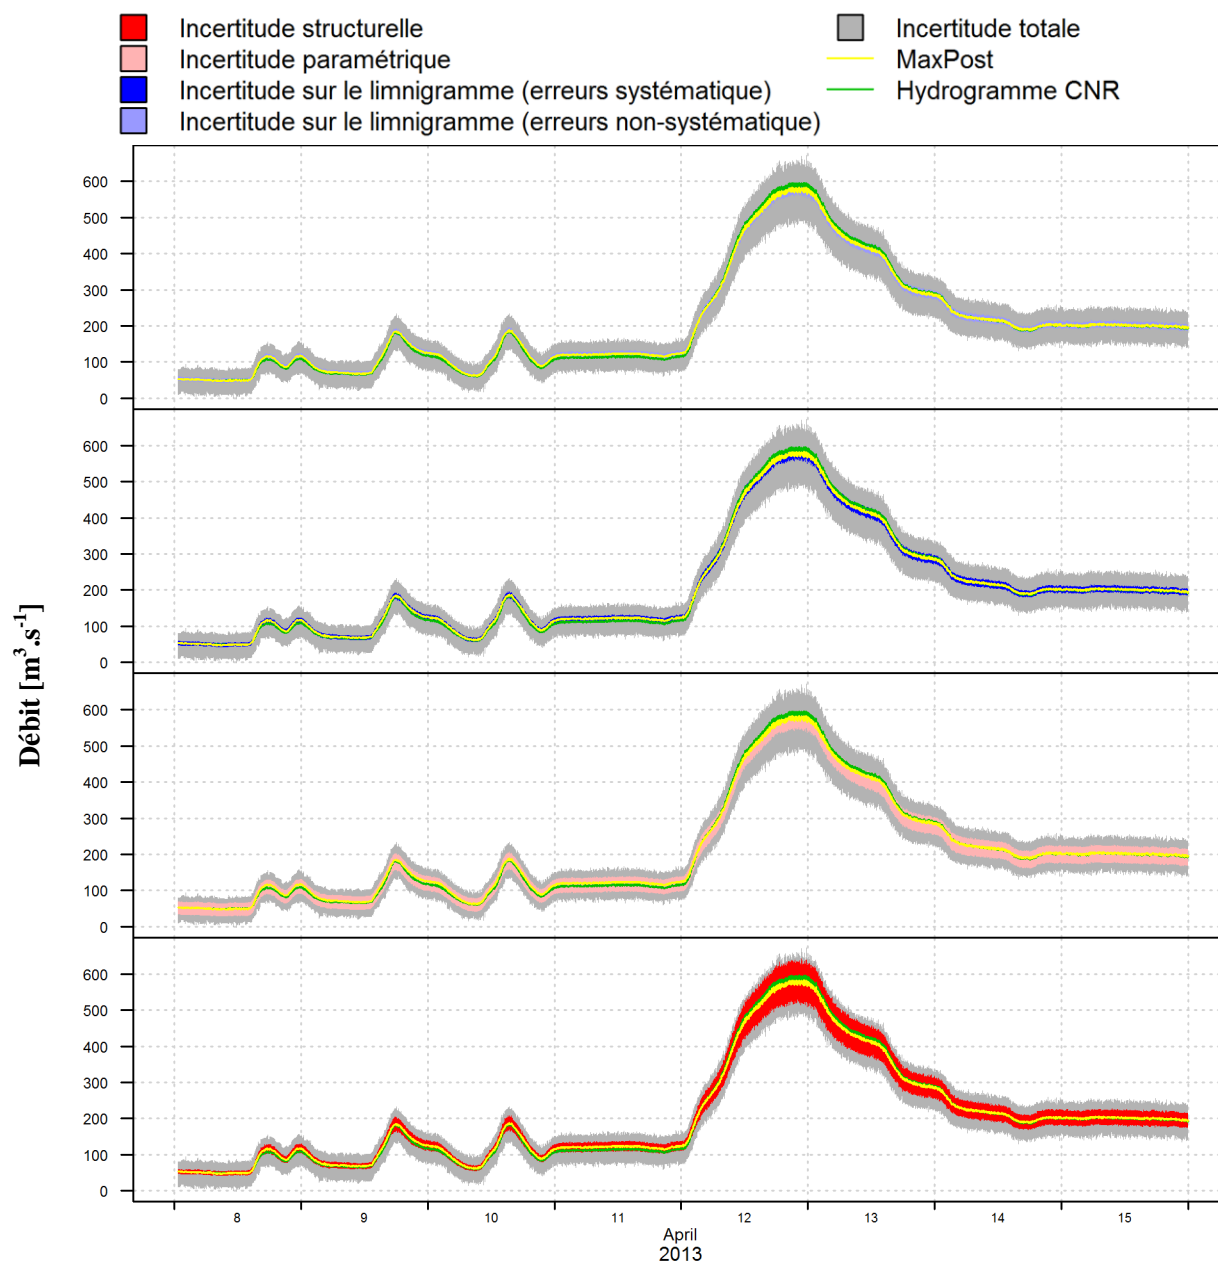 Incertitude structurelle
Incertitude paramétrique
Incertitude sur le limnigramme (erreurs systématique)
Incertitude sur le limnigramme (erreurs non-systématique)
Incertitude totale
MaxPost
Hydrogramme CNR
Débit [m³.s⁻¹]
600
500
400
300
200
100
0
600
500
400
300
200
100
0
600
500
400
300
200
100
0
600
500
400
300
200
100
0
8 9 10 11 12 13 14 15
April
2013